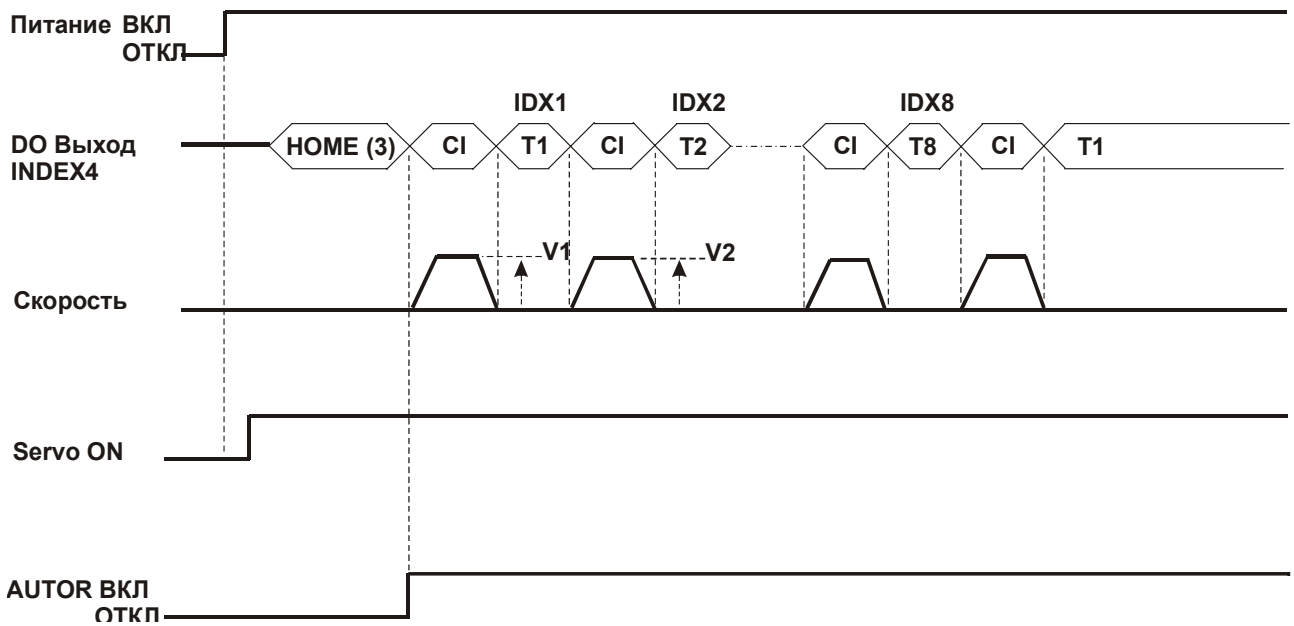 Питание ВКЛ
ОТКЛ
IDX1 IDX2 IDX8
DO Выход
INDEX4
HOME (3) CI T1 CI T2 CI T8 CI T1
V1 V2
Скорость
Servo ON
AUTOR ВКЛ
ОТКЛ